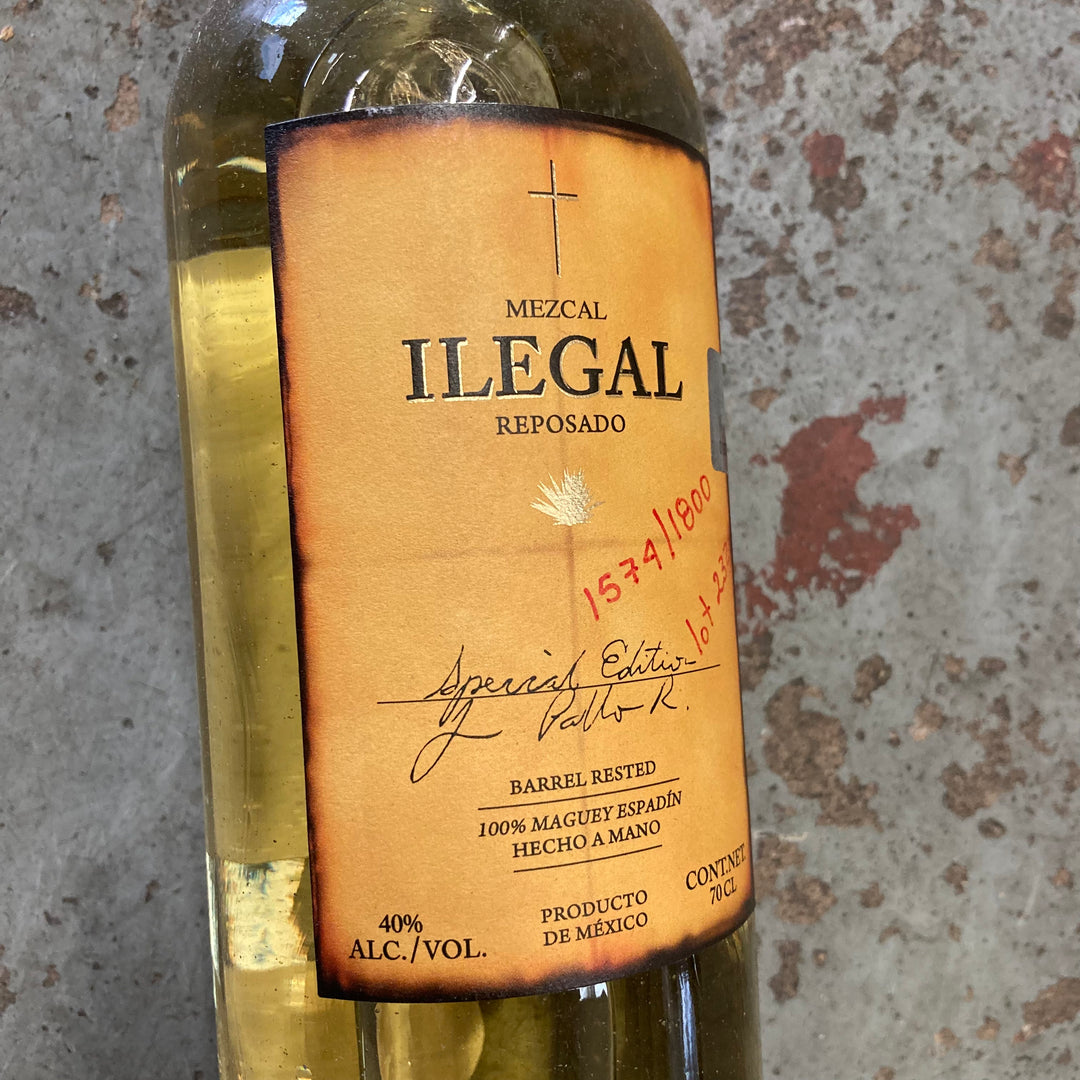 MEZCAL
ILEGAL
REPOSADO
1574/1800
lot 23
Special Edition
Pablo R.
BARREL RESTED
100% MAGUEY ESPADÍN
HECHO A MANO
CONT.NET.
70 CL
40%
ALC./VOL.
PRODUCTO
DE MÉXICO